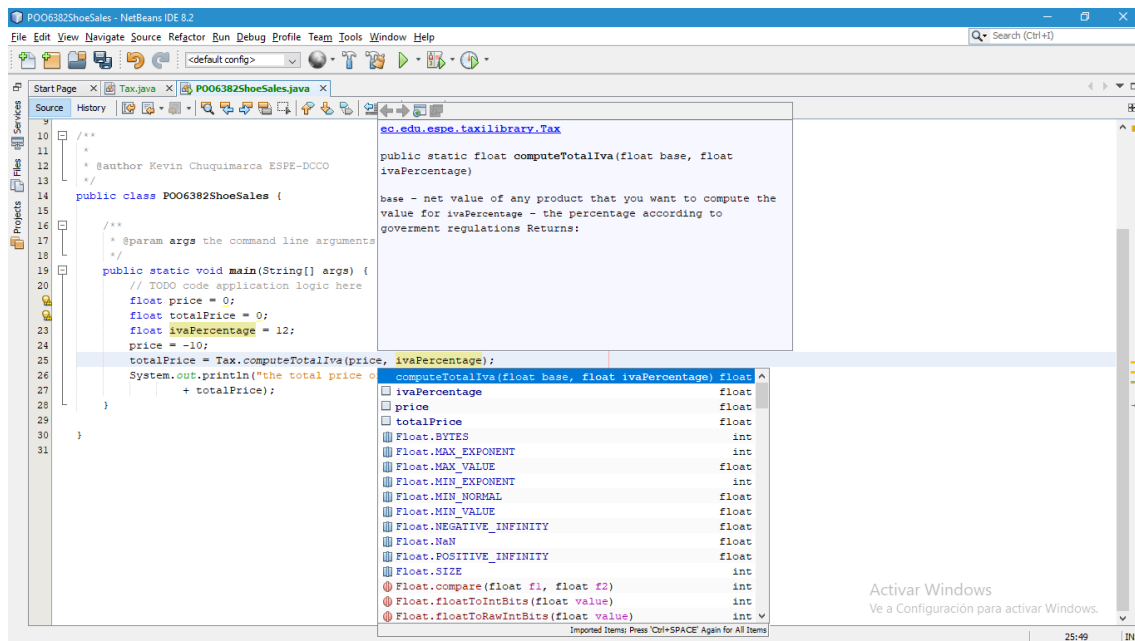 POO6382ShoeSales - NetBeans IDE 8.2
File Edit View Navigate Source Refactor Run Debug Profile Team Tools Window Help
Search (Ctrl+I)
<default config>
Start Page Tax.java POO6382ShoeSales.java
Source History
Services
Files
Projects
9
10 /**
11 *
12 * @author Kevin Chuquimarca ESPE-DCCO
13 */
14 public class POO6382ShoeSales {
15
16 /**
17 * @param args the command line arguments
18 */
19 public static void main(String[] args) {
20 // TODO code application logic here
float price = 0;
float totalPrice = 0;
23 float ivaPercentage = 12;
24 price = -10;
25 totalPrice = Tax.computeTotalIva(price, ivaPercentage);
26 System.out.println("the total price o
27 + totalPrice);
28 }
29
30 }
31
ec.edu.espe.taxilibrary.Tax
public static float computeTotalIva(float base, float
ivaPercentage)
base - net value of any product that you want to compute the
value for ivaPercentage - the percentage according to
goverment regulations Returns:
computeTotalIva(float base, float ivaPercentage) float
ivaPercentage float
price float
totalPrice float
Float.BYTES int
Float.MAX_EXPONENT int
Float.MAX_VALUE float
Float.MIN_EXPONENT int
Float.MIN_NORMAL float
Float.MIN_VALUE float
Float.NEGATIVE_INFINITY float
Float.NaN float
Float.POSITIVE_INFINITY float
Float.SIZE int
Float.compare(float f1, float f2) int
Float.floatToIntBits(float value) int
Float.floatToRawIntBits(float value) int
Imported Items; Press 'Ctrl+SPACE' Again for All Items
Activar Windows
Ve a Configuración para activar Windows.
25:49 IN